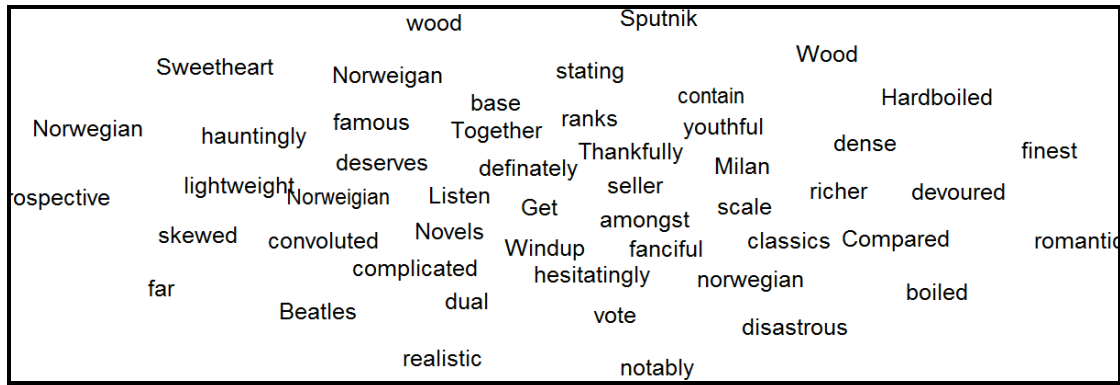 wood
Sputnik
Wood
Sweetheart
Norweigan
stating
base
contain
Hardboiled
Norwegian
hauntingly
famous
Together
ranks
youthful
dense
finest
deserves
definately
Thankfully
Milan
rospective
lightweight
Norweigian
Listen
seller
richer
devoured
Get
amongst
scale
skewed
convoluted
Novels
Windup
fanciful
classics
Compared
romantic
complicated
hesitatingly
norwegian
far
Beatles
dual
vote
disastrous
boiled
realistic
notably